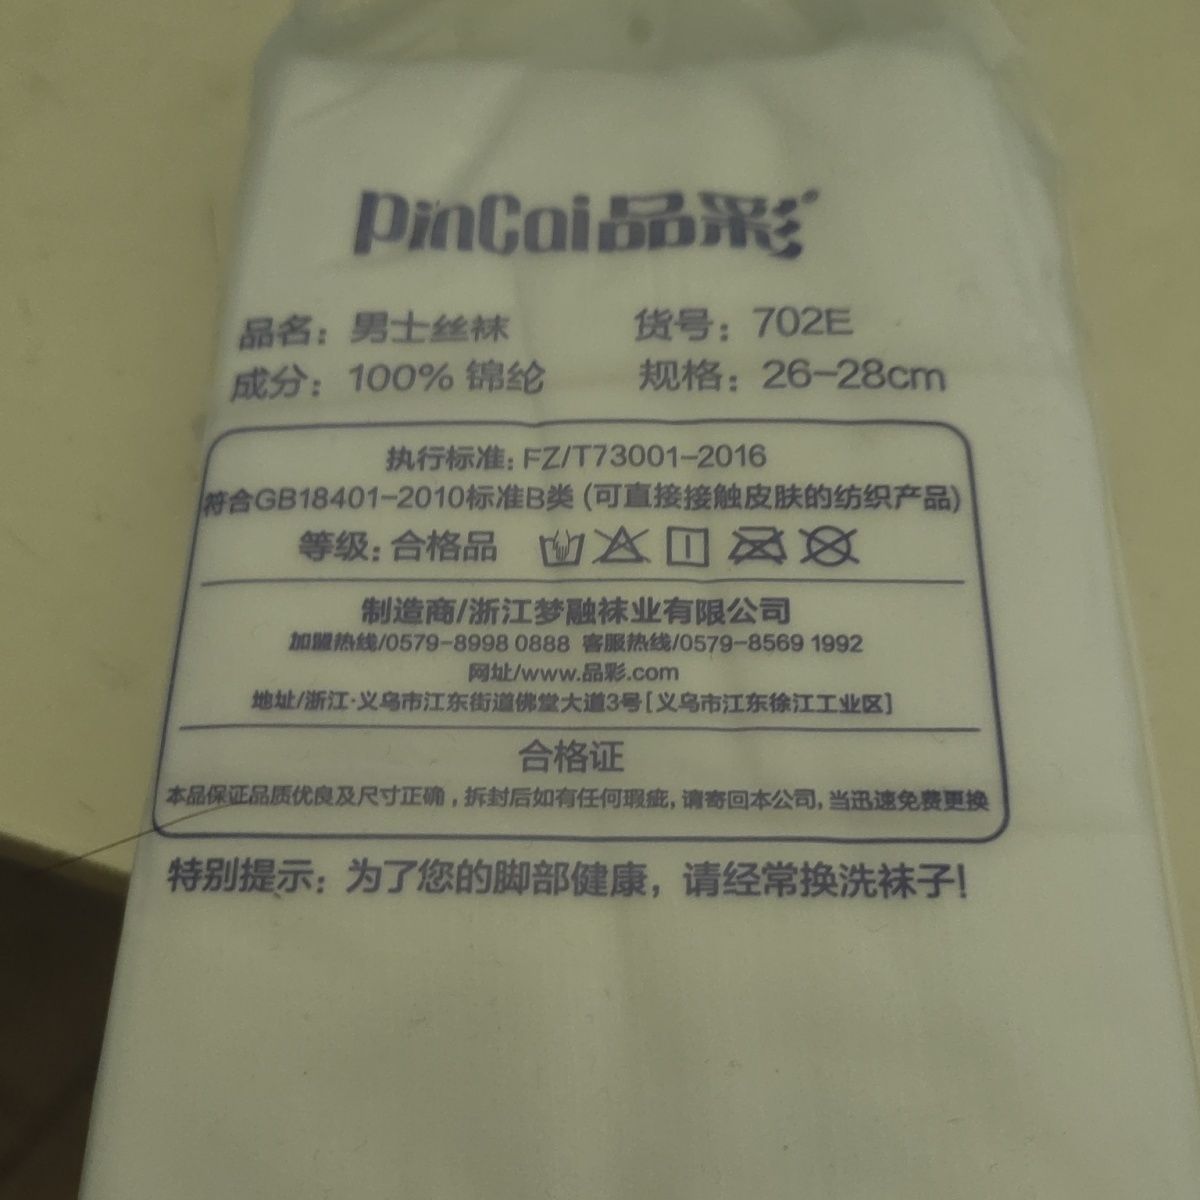 PinCai品彩
品名：男士丝袜 货号：702E
成分：100% 锦纶 规格：26-28cm
执行标准：FZ/T73001-2016
符合GB18401-2010标准B类 (可直接接触皮肤的纺织产品)
等级：合格品
制造商/浙江梦融袜业有限公司
加盟热线/0579-8998 0888 客服热线/0579-8569 1992
网址/www.品彩.com
地址/浙江·义乌市江东街道佛堂大道3号[义乌市江东徐江工业区]
合格证
本品保证品质优良及尺寸正确，拆封后如有任何瑕疵，请寄回本公司，当迅速免费更换
特别提示：为了您的脚部健康，请经常换洗袜子！